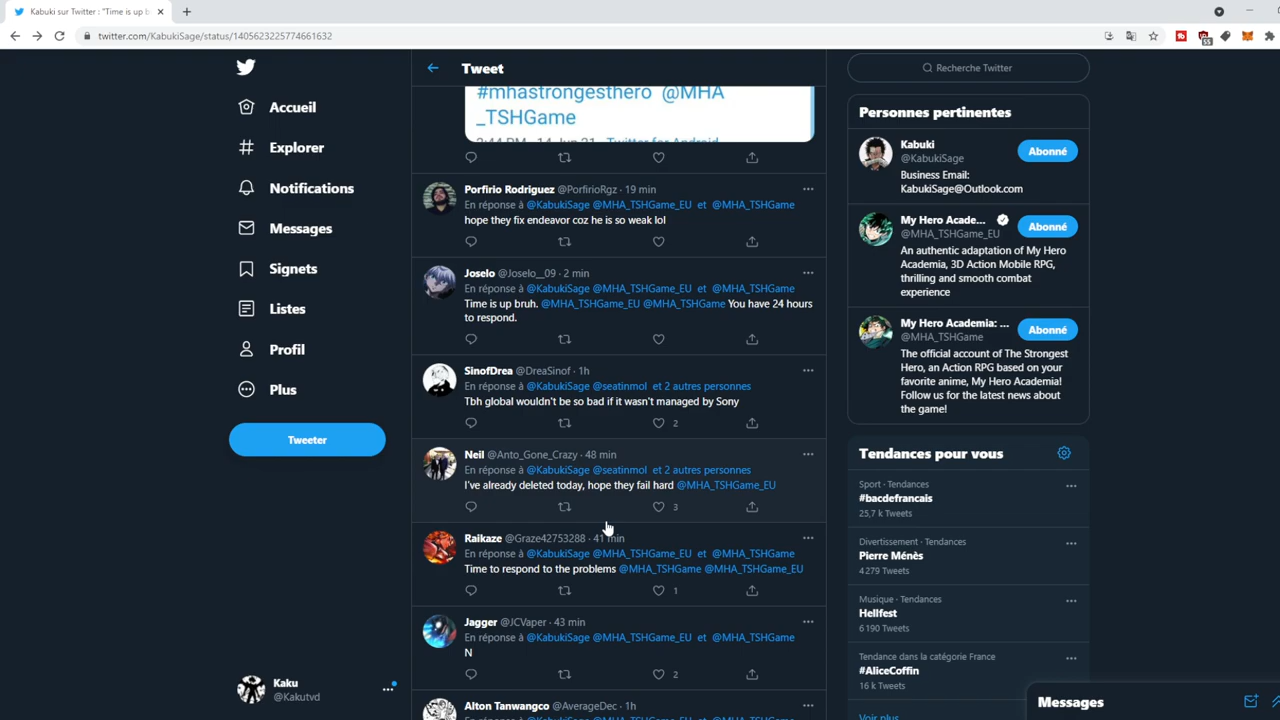 Kabuki sur Twitter : "Time is up b
twitter.com/KabukiSage/status/1405623225774661632
55
Accueil
Explorer
Notifications
Messages
Signets
Listes
Profil
Plus
Tweeter
Kaku
@Kakutvd
Tweet
#mhastrongesthero @MHA
_TSHGame
2:44 PM · 14 Jun 21 · Twitter for Android
Porfirio Rodriguez @PorfirioRgz · 19 min
En réponse à @KabukiSage @MHA_TSHGame_EU et @MHA_TSHGame
hope they fix endeavor coz he is so weak lol
Joselo @Joselo__09 · 2 min
En réponse à @KabukiSage @MHA_TSHGame_EU et @MHA_TSHGame
Time is up bruh. @MHA_TSHGame_EU @MHA_TSHGame You have 24 hours
to respond.
SinofDrea @DreaSinof · 1h
En réponse à @KabukiSage @seatinmol et 2 autres personnes
Tbh global wouldn't be so bad if it wasn't managed by Sony
2
Neil @Anto_Gone_Crazy · 48 min
En réponse à @KabukiSage @seatinmol et 2 autres personnes
I've already deleted today, hope they fail hard @MHA_TSHGame_EU
3
Raikaze @Graze42753288 · 41 min
En réponse à @KabukiSage @MHA_TSHGame_EU et @MHA_TSHGame
Time to respond to the problems @MHA_TSHGame @MHA_TSHGame_EU
1
Jagger @JCVaper · 43 min
En réponse à @KabukiSage @MHA_TSHGame_EU et @MHA_TSHGame
N
2
Alton Tanwangco @AverageDec · 1h
Recherche Twitter
Personnes pertinentes
Kabuki
@KabukiSage
Abonné
Business Email:
KabukiSage@Outlook.com
My Hero Acade...
@MHA_TSHGame_EU
Abonné
An authentic adaptation of My Hero
Academia, 3D Action Mobile RPG,
thrilling and smooth combat
experience
My Hero Academia: ...
@MHA_TSHGame
Abonné
The official account of The Strongest
Hero, an Action RPG based on your
favorite anime, My Hero Academia!
Follow us for the latest news about
the game!
Tendances pour vous
Sport · Tendances
#bacdefrancais
25,7 k Tweets
Divertissement · Tendances
Pierre Ménès
4 279 Tweets
Musique · Tendances
Hellfest
6 190 Tweets
Tendance dans la catégorie France
#AliceCoffin
16 k Tweets
Voir plus
Messages